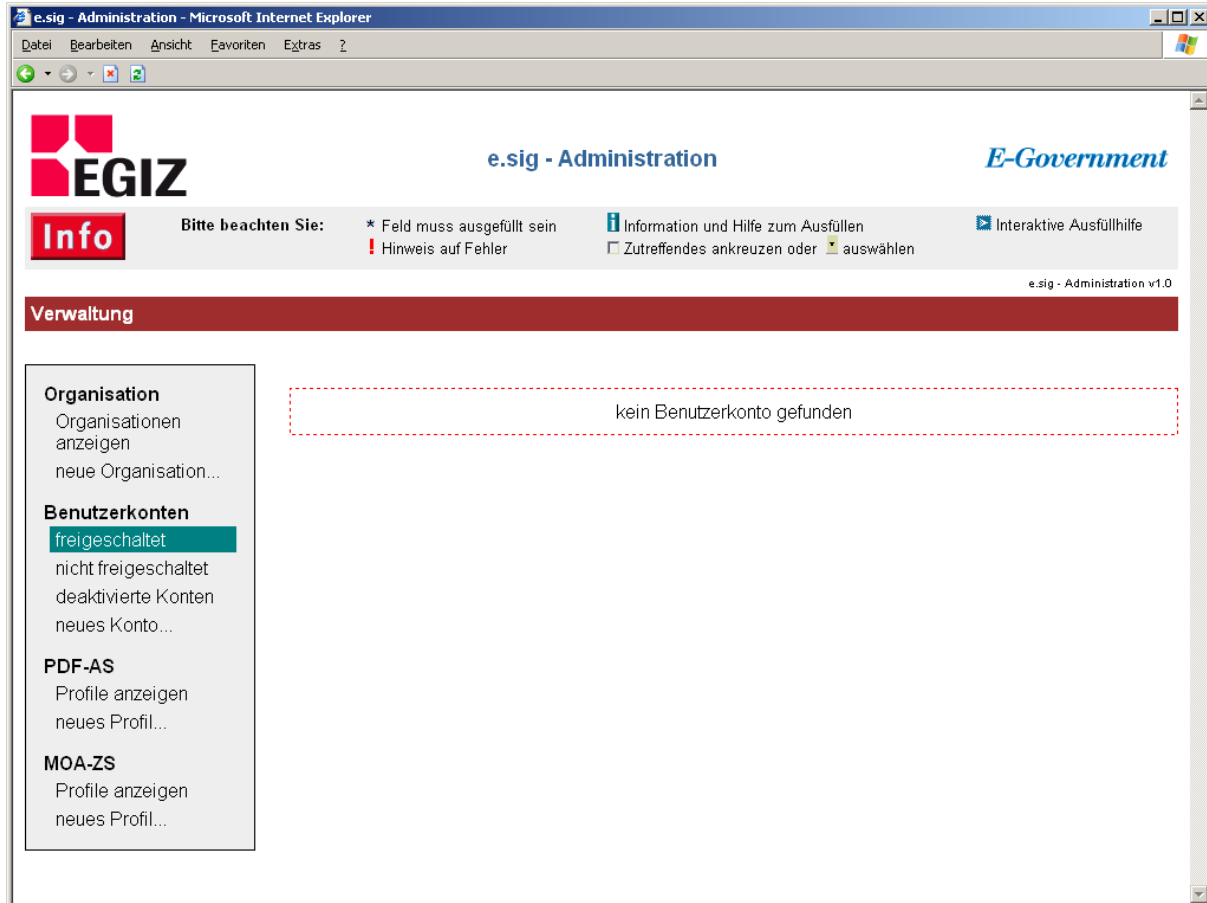 e.sig - Administration - Microsoft Internet Explorer
Datei Bearbeiten Ansicht Favoriten Extras ?
EGIZ
e.sig - Administration
E-Government
Info
Bitte beachten Sie:
* Feld muss ausgefüllt sein
! Hinweis auf Fehler
i Information und Hilfe zum Ausfüllen
Zutreffendes ankreuzen oder auswählen
Interaktive Ausfüllhilfe
e.sig - Administration v1.0
Verwaltung
Organisation
Organisationen
anzeigen
neue Organisation...
Benutzerkonten
freigeschaltet
nicht freigeschaltet
deaktivierte Konten
neues Konto...
PDF-AS
Profile anzeigen
neues Profil...
MOA-ZS
Profile anzeigen
neues Profil...
kein Benutzerkonto gefunden